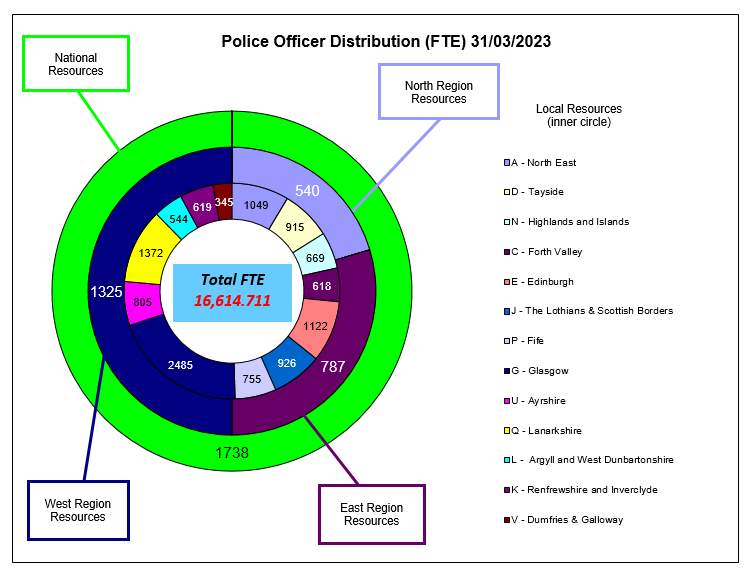 Police Officer Distribution (FTE) 31/03/2023
National
Resources
North Region
Resources
Local Resources
(inner circle)
A - North East
D - Tayside
N - Highlands and Islands
C - Forth Valley
E - Edinburgh
J - The Lothians & Scottish Borders
P - Fife
G - Glasgow
U - Ayrshire
Q - Lanarkshire
L - Argyll and West Dunbartonshire
K - Renfrewshire and Inverclyde
V - Dumfries & Galloway
540
787
1325
1738
1049
915
669
618
1122
926
755
2485
805
1372
544
619
345
Total FTE
16,614.711
West Region
Resources
East Region
Resources